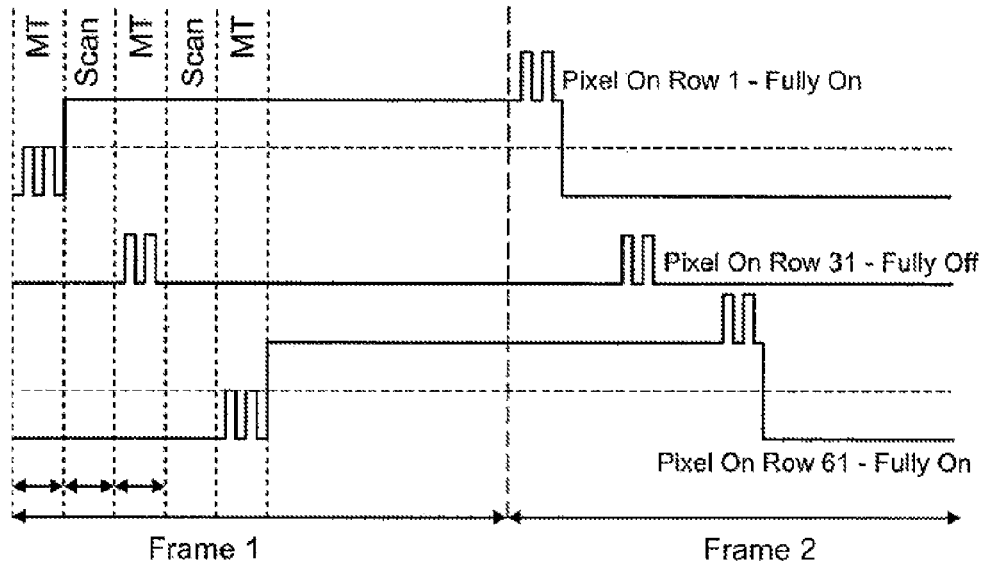 MT
Scan
MT
Scan
MT
Pixel On Row 1 - Fully On
Pixel On Row 31 - Fully Off
Pixel On Row 61 - Fully On
Frame 1
Frame 2